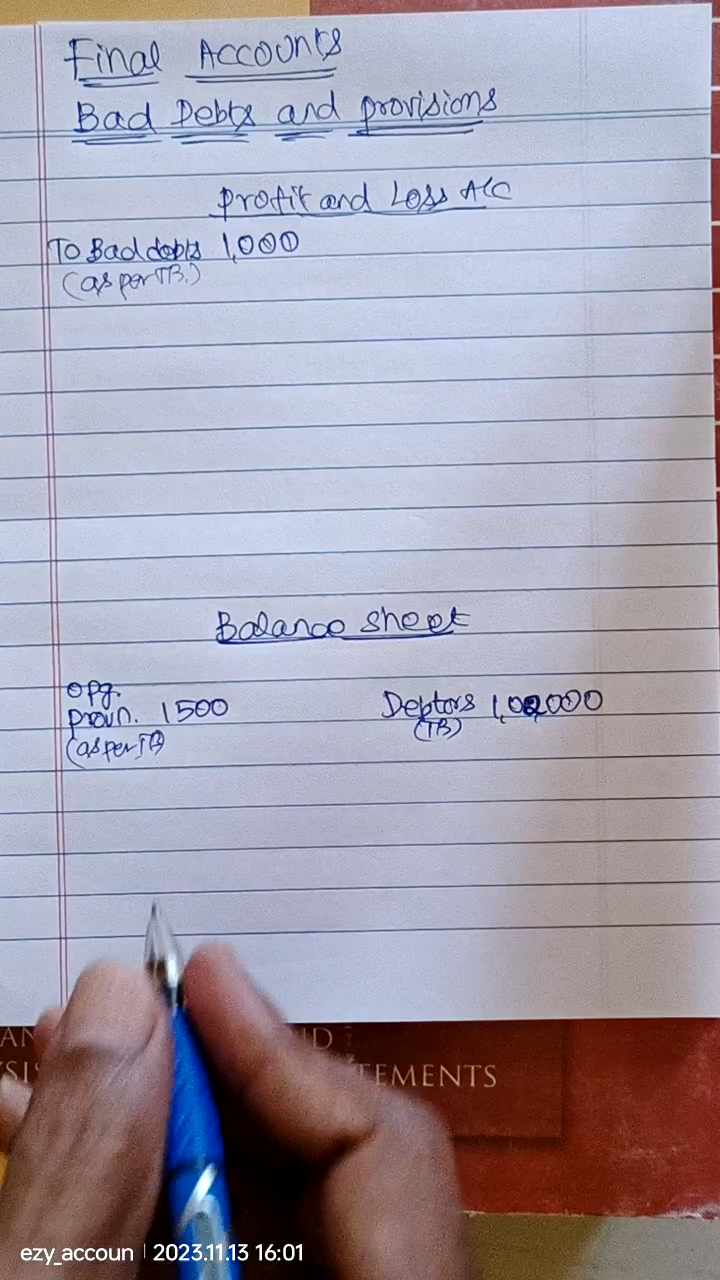 Final Accounts
Bad Debts and provisions
Profit and Loss A/C
To Bad debts 1,000
(as per TB.)
Balance sheet
opg.
provn. 1500
(as per TB)
Debtors 1,00,000
(TB)
EMENTS
ezy_accoun | 2023.11.13 16:01